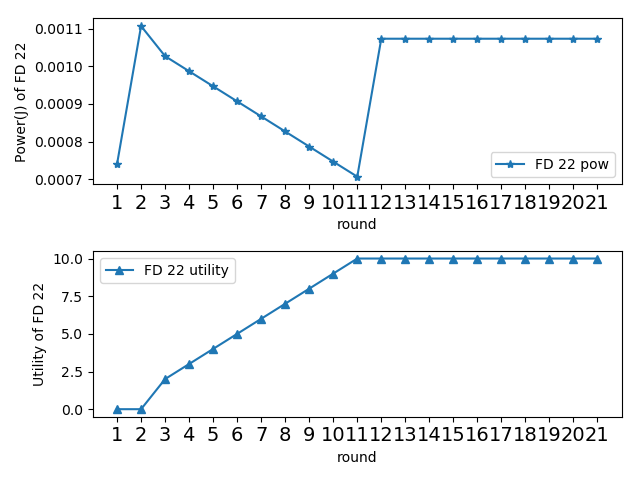 Power(J) of FD 22
0.0011
0.0010
0.0009
0.0008
0.0007
FD 22 pow
1 2 3 4 5 6 7 8 9 10 11 12 13 14 15 16 17 18 19 20 21
round
Utility of FD 22
10.0
7.5
5.0
2.5
0.0
FD 22 utility
1 2 3 4 5 6 7 8 9 10 11 12 13 14 15 16 17 18 19 20 21
round